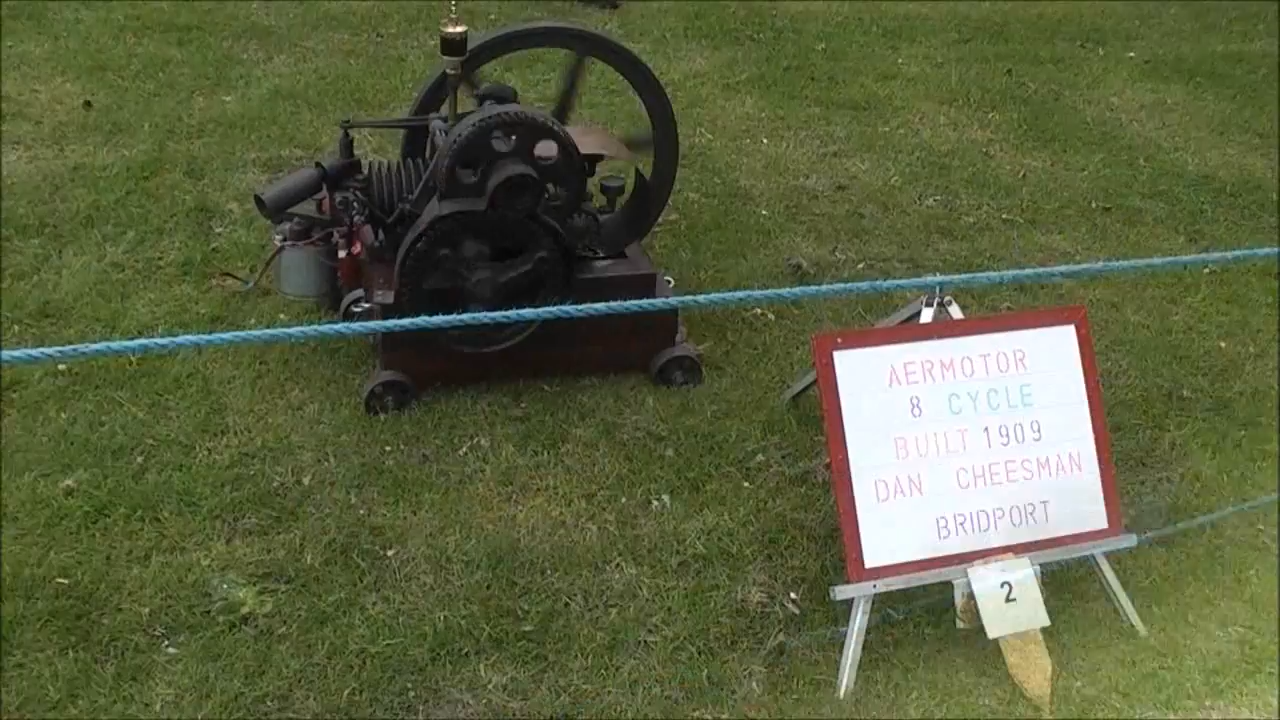 AERMOTOR
8 CYCLE
BUILT 1909
DAN CHEESMAN
BRIDPORT
2